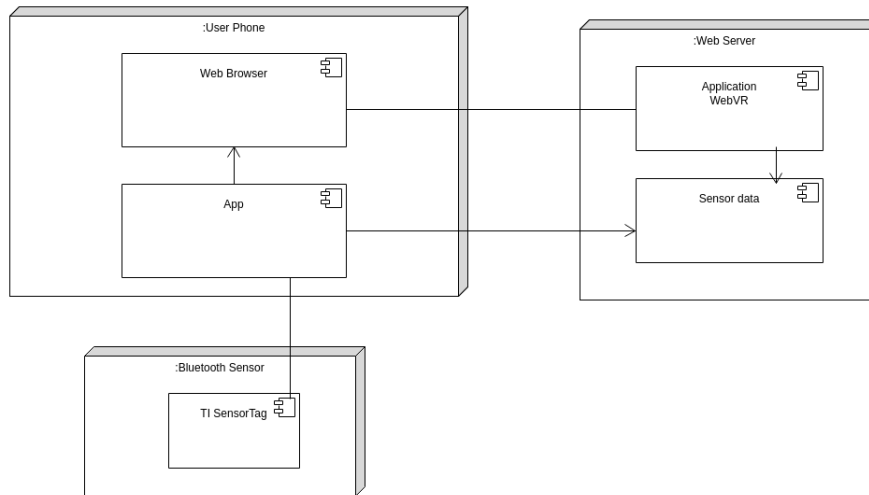 :User Phone
Web Browser
App
:Web Server
Application
WebVR
Sensor data
:Bluetooth Sensor
TI SensorTag